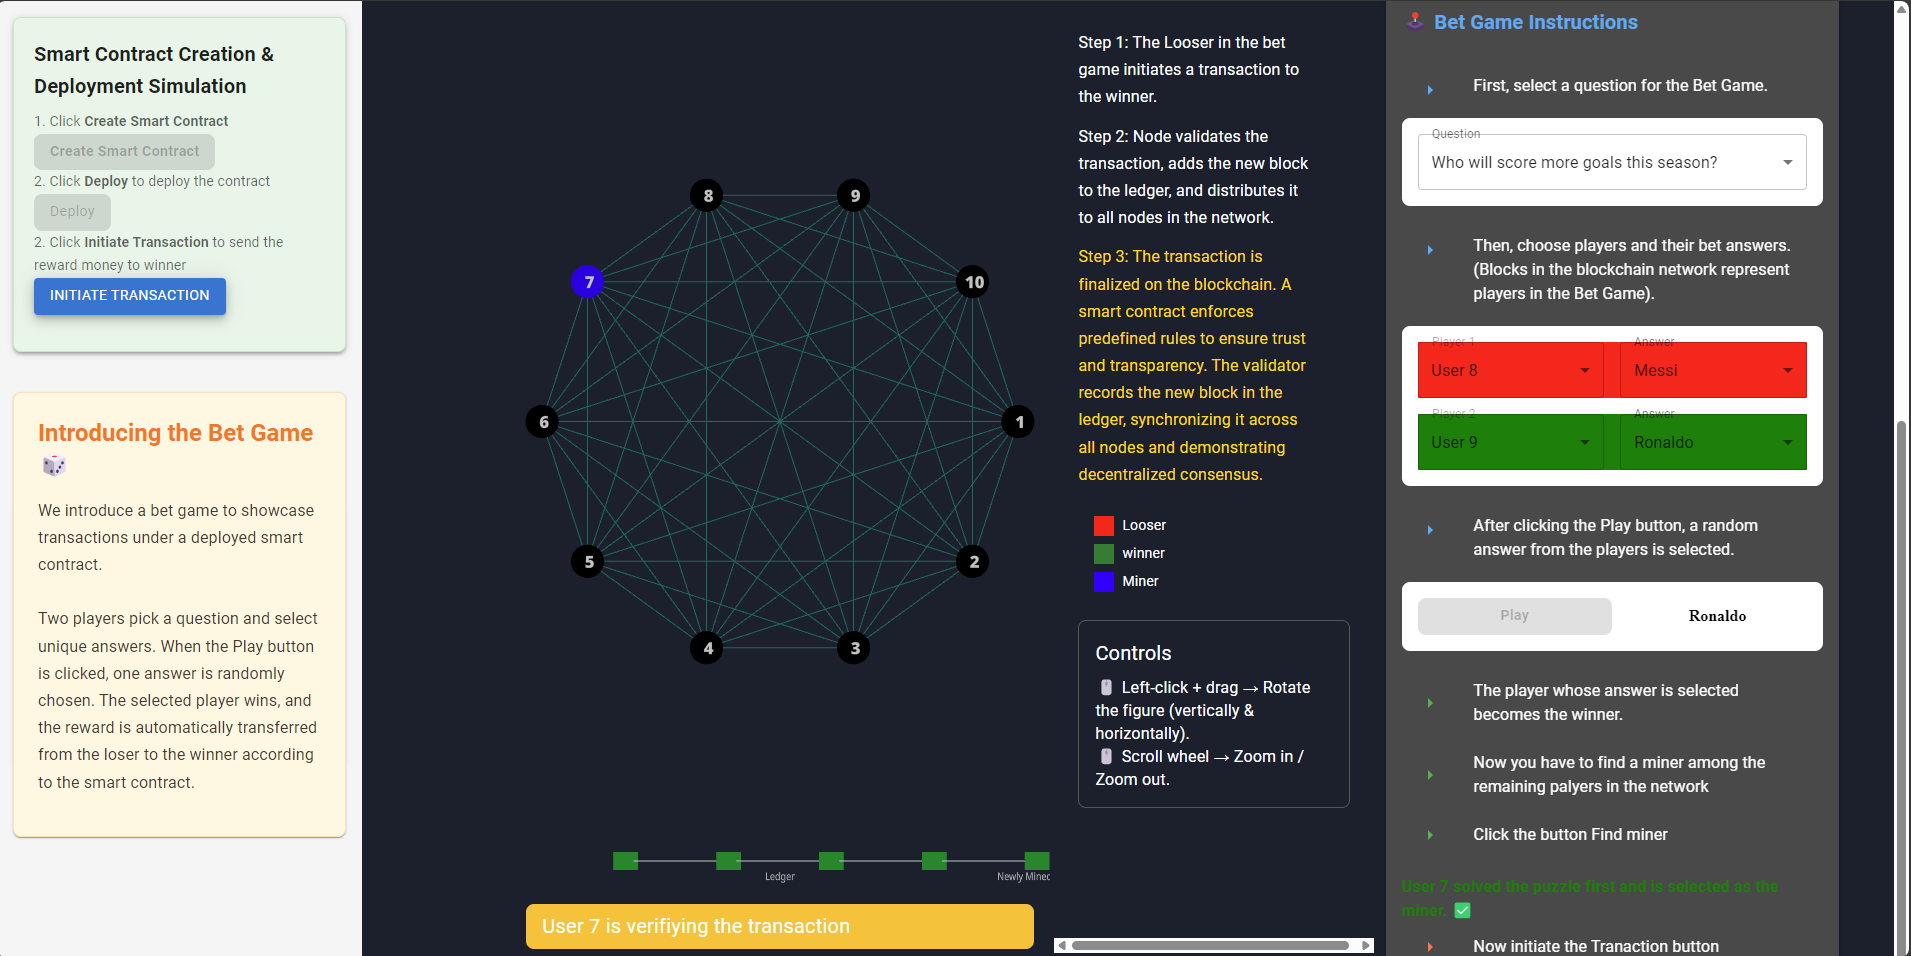 Smart Contract Creation &
Deployment Simulation
1. Click Create Smart Contract
Create Smart Contract
2. Click Deploy to deploy the contract
Deploy
2. Click Initiate Transaction to send the
reward money to winner
INITIATE TRANSACTION
Introducing the Bet Game
We introduce a bet game to showcase
transactions under a deployed smart
contract.
Two players pick a question and select
unique answers. When the Play button
is clicked, one answer is randomly
chosen. The selected player wins, and
the reward is automatically transferred
from the loser to the winner according
to the smart contract.
8
9
7
10
6
1
5
2
4
3
Ledger
Newly Mined
User 7 is verifiying the transaction
Step 1: The Looser in the bet
game initiates a transaction to
the winner.
Step 2: Node validates the
transaction, adds the new block
to the ledger, and distributes it
to all nodes in the network.
Step 3: The transaction is
finalized on the blockchain. A
smart contract enforces
predefined rules to ensure trust
and transparency. The validator
records the new block in the
ledger, synchronizing it across
all nodes and demonstrating
decentralized consensus.
Looser
winner
Miner
Controls
Left-click + drag → Rotate
the figure (vertically &
horizontally).
Scroll wheel → Zoom in /
Zoom out.
Bet Game Instructions
First, select a question for the Bet Game.
Question
Who will score more goals this season?
Then, choose players and their bet answers.
(Blocks in the blockchain network represent
players in the Bet Game).
Player 1
Answer
User 8
Messi
Player 2
Answer
User 9
Ronaldo
After clicking the Play button, a random
answer from the players is selected.
Play
Ronaldo
The player whose answer is selected
becomes the winner.
Now you have to find a miner among the
remaining palyers in the network
Click the button Find miner
User 7 solved the puzzle first and is selected as the
miner.
Now initiate the Tranaction button